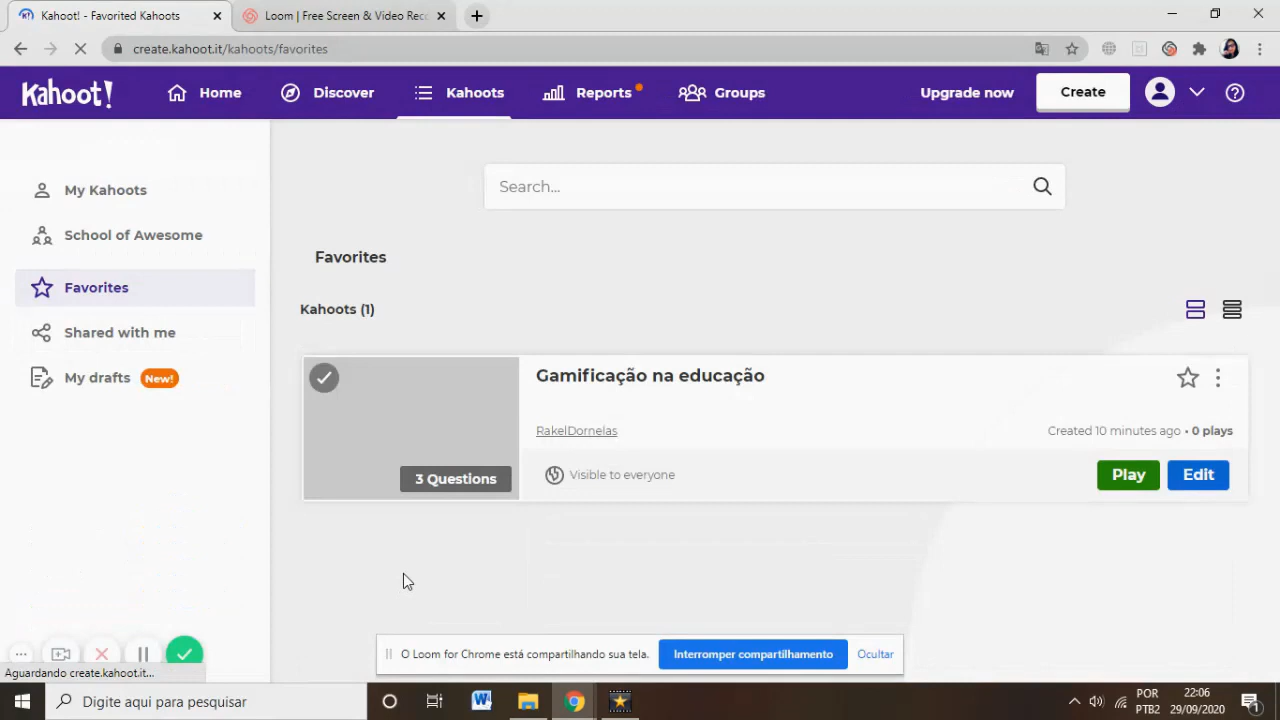 Kahoot! - Favorited Kahoots
Loom | Free Screen & Video Rec
create.kahoot.it/kahoots/favorites
Kahoot!
Home
Discover
Kahoots
Reports
Groups
Upgrade now
Create
My Kahoots
School of Awesome
Favorites
Shared with me
My drafts New!
Search...
Favorites
Kahoots (1)
3 Questions
Gamificação na educação
RakelDornelas
Created 10 minutes ago • 0 plays
Visible to everyone
Play
Edit
O Loom for Chrome está compartilhando sua tela.
Interromper compartilhamento
Ocultar
Aguardando create.kahoot.it...
Digite aqui para pesquisar
POR
PTB2
22:06
29/09/2020
1